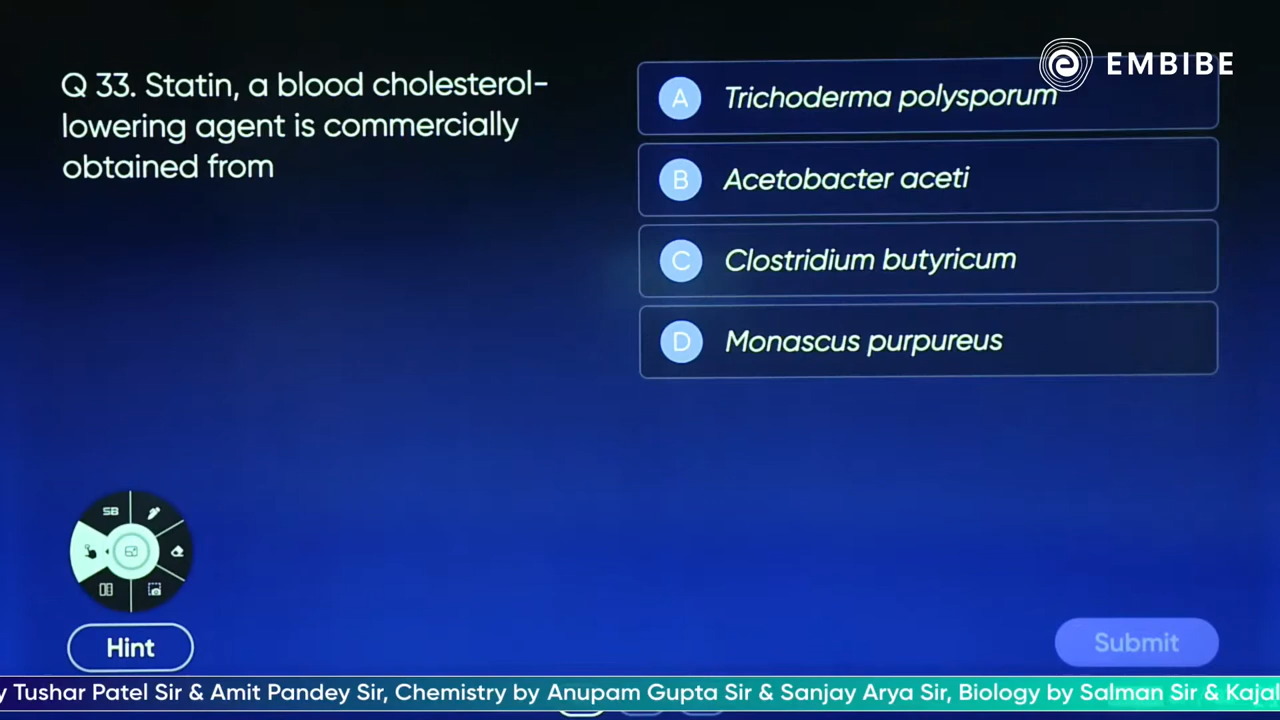 EMBIBE
Q 33. Statin, a blood cholesterol-
lowering agent is commercially
obtained from
A Trichoderma polysporum
B Acetobacter aceti
C Clostridium butyricum
D Monascus purpureus
SB
Hint
Submit
y Tushar Patel Sir & Amit Pandey Sir, Chemistry by Anupam Gupta Sir & Sanjay Arya Sir, Biology by Salman Sir & Kajal